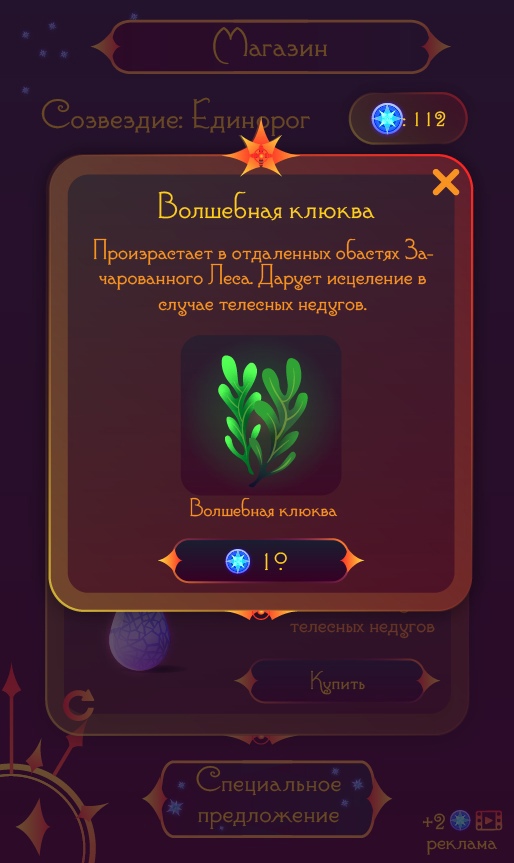 Магазин
Созвездие: Единорог
: 112
Волшебная клюква
Произрастает в отдаленных обастях За-
чарованного Леса. Дарует исцеление в
случае телесных недугов.
Волшебная клюква
10
телесных недугов
Купить
Специальное
предложение
+2
реклама